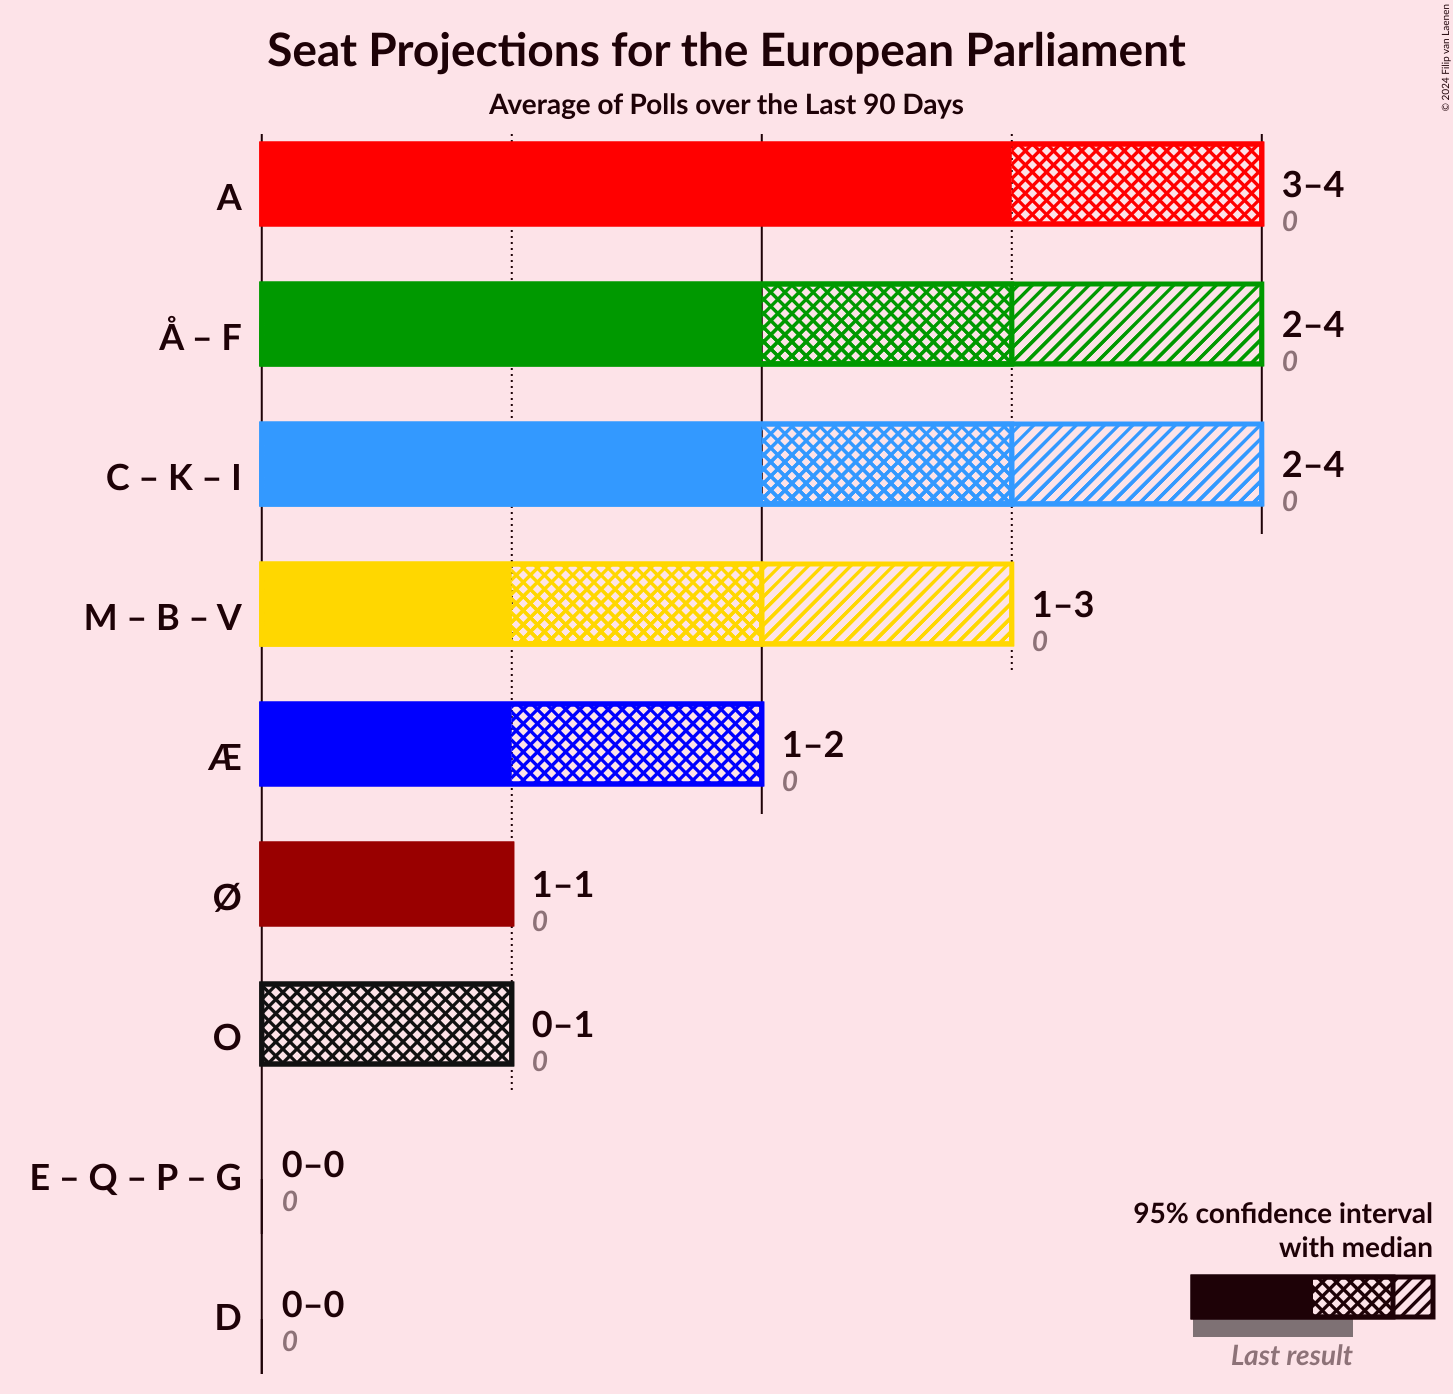 Seat Projections for the European Parliament
Average of Polls over the Last 90 Days
© 2024 Filip van Laenen
A
3–4
0
Å – F
2–4
0
C – K – I
2–4
0
M – B – V
1–3
0
Æ
1–2
0
Ø
1–1
0
O
0–1
0
E – Q – P – G
0–0
0
D
0–0
0
95% confidence interval
with median
Last result